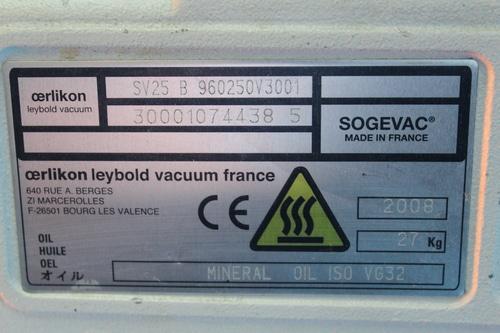 œrlikon
leybold vacuum
SV25 B 960250V3001
30001074438 5
SOGEVAC®
MADE IN FRANCE
œrlikon leybold vacuum france
640 RUE A. BERGES
ZI MARCEROLLES
F-26501 BOURG LES VALENCE
CE
2008
27 Kg
OIL
HUILE
OEL
オイル
MINERAL OIL ISO VG32